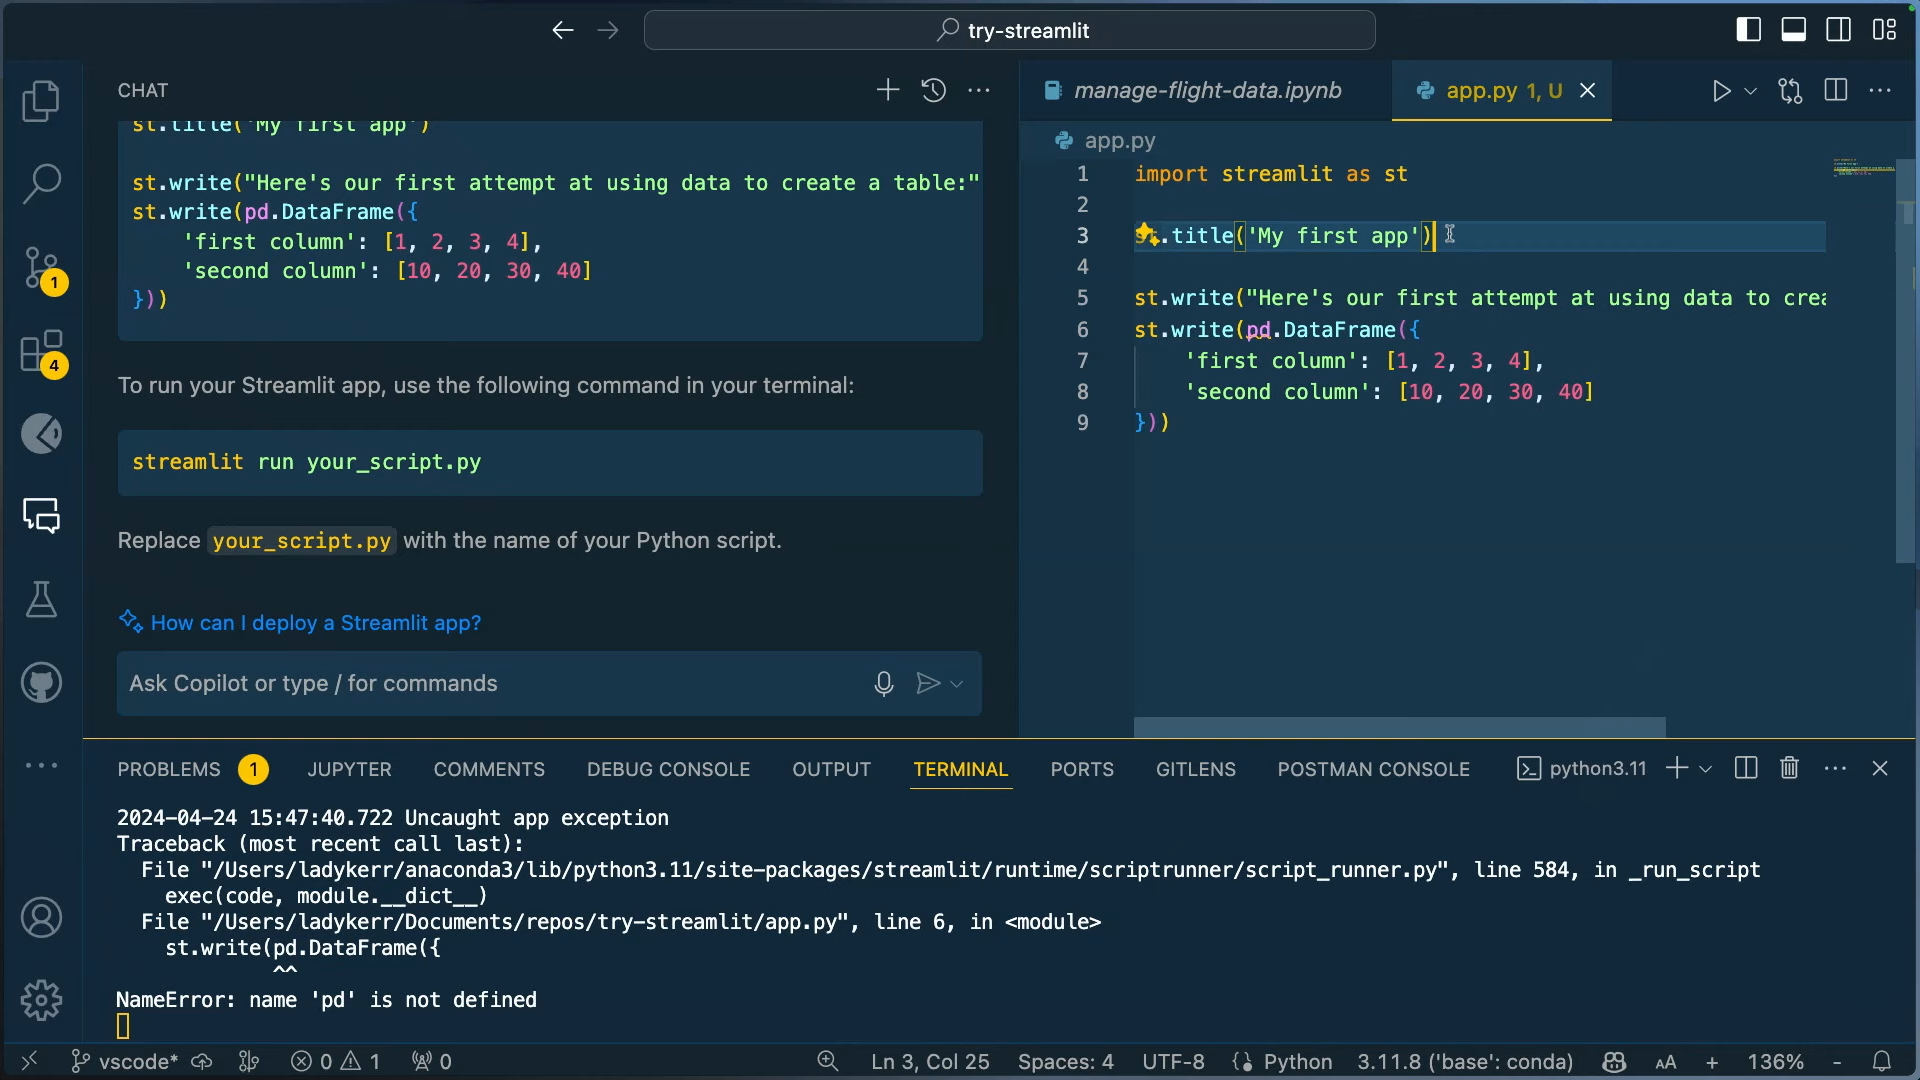 try-streamlit
CHAT
st.title('My first app')
st.write("Here's our first attempt at using data to create a table:"
st.write(pd.DataFrame({
'first column': [1, 2, 3, 4],
'second column': [10, 20, 30, 40]
}))
To run your Streamlit app, use the following command in your terminal:
streamlit run your_script.py
Replace your_script.py with the name of your Python script.
How can I deploy a Streamlit app?
Ask Copilot or type / for commands
1
4
manage-flight-data.ipynb
app.py 1, U
app.py
1 import streamlit as st
2
3 st.title('My first app')
4
5 st.write("Here's our first attempt at using data to crea
6 st.write(pd.DataFrame({
7 'first column': [1, 2, 3, 4],
8 'second column': [10, 20, 30, 40]
9 }))
PROBLEMS 1 JUPYTER COMMENTS DEBUG CONSOLE OUTPUT TERMINAL PORTS GITLENS POSTMAN CONSOLE python3.11
2024-04-24 15:47:40.722 Uncaught app exception
Traceback (most recent call last):
File "/Users/ladykerr/anaconda3/lib/python3.11/site-packages/streamlit/runtime/scriptrunner/script_runner.py", line 584, in _run_script
exec(code, module.__dict__)
File "/Users/ladykerr/Documents/repos/try-streamlit/app.py", line 6, in <module>
st.write(pd.DataFrame({
^^
NameError: name 'pd' is not defined
vscode* 0 1 0 Ln 3, Col 25 Spaces: 4 UTF-8 {} Python 3.11.8 ('base': conda) AA + 136% -